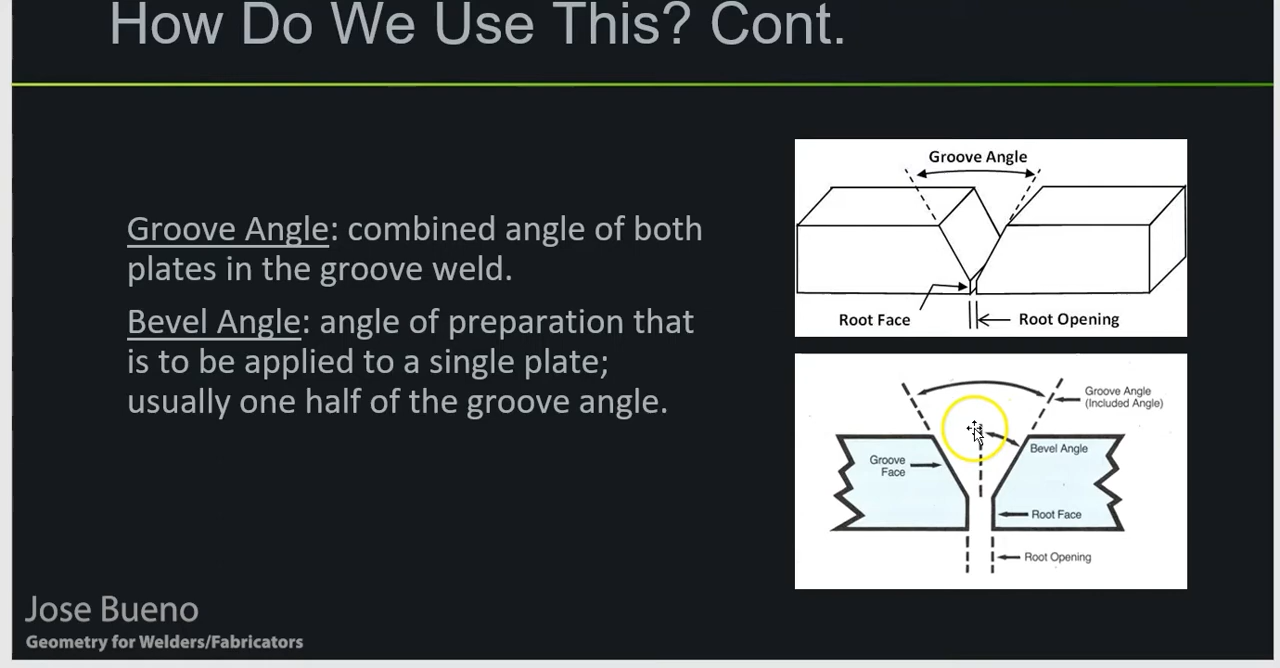 How Do We Use This? Cont.
Groove Angle: combined angle of both
plates in the groove weld.
Bevel Angle: angle of preparation that
is to be applied to a single plate;
usually one half of the groove angle.
Groove Angle
Root Face
Root Opening
Groove Angle
(Included Angle)
Bevel Angle
Groove
Face
Root Face
Root Opening
Jose Bueno
Geometry for Welders/Fabricators